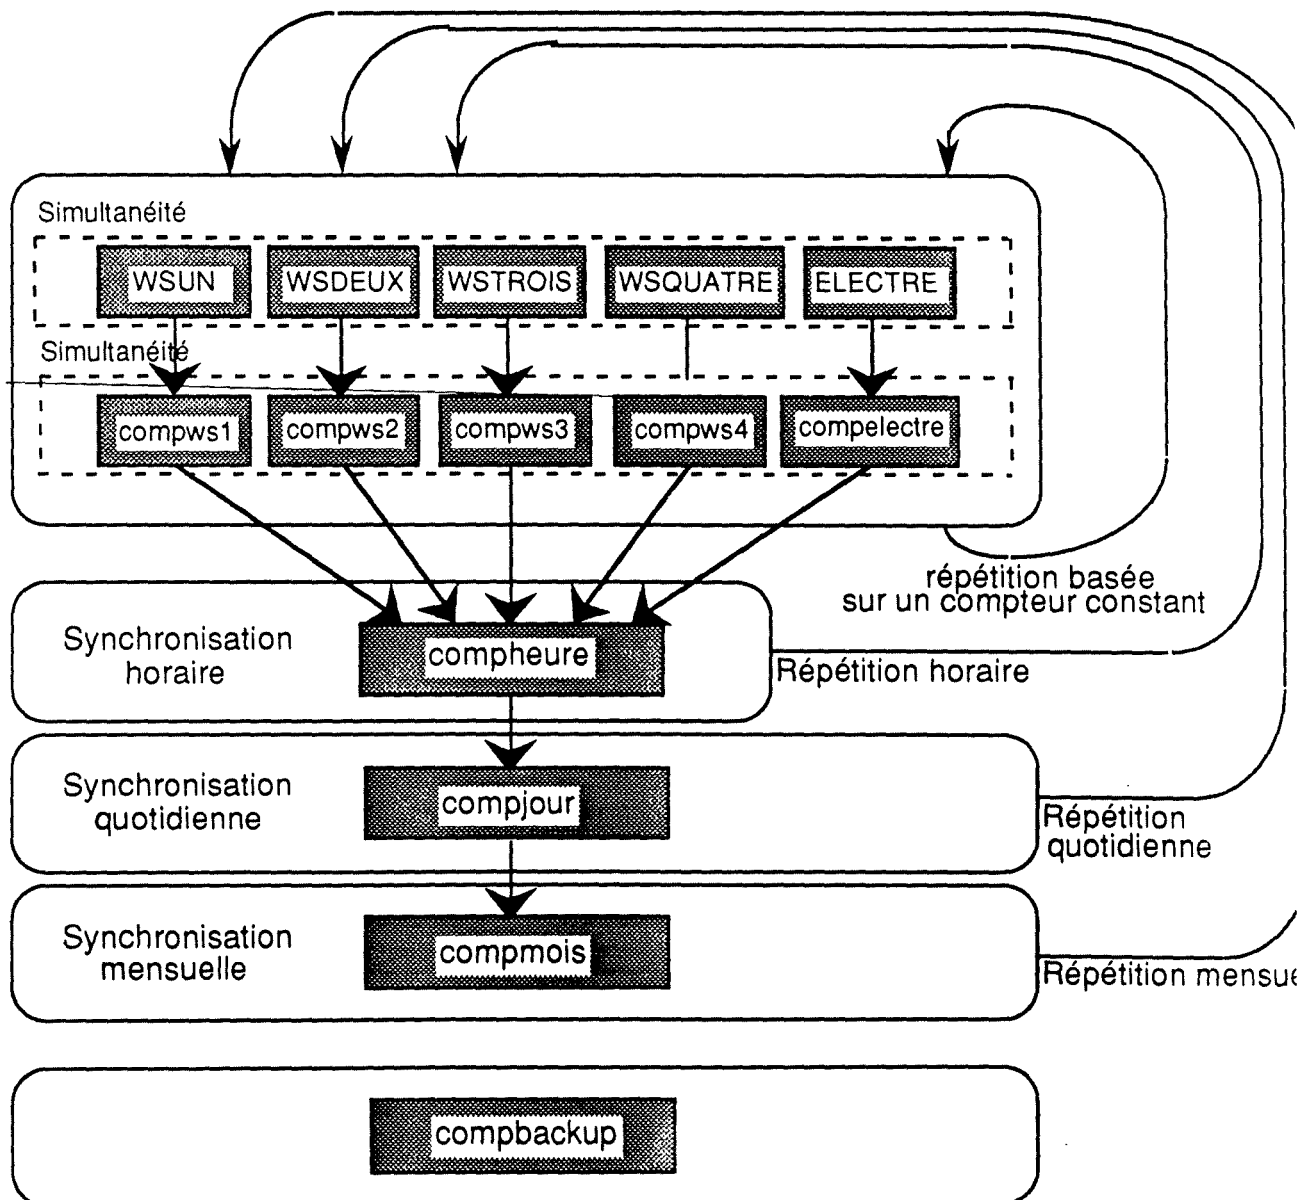 Simultanéité
WSUN
WSDEUX
WSTROIS
WSQUATRE
ELECTRE
Simultanéité
compws1
compws2
compws3
compws4
compelectre
répétition basée
sur un compteur constant
Synchronisation
horaire
compheure
Répétition horaire
Synchronisation
quotidienne
compjour
Répétition
quotidienne
Synchronisation
mensuelle
compmois
Répétition mensue
compbackup